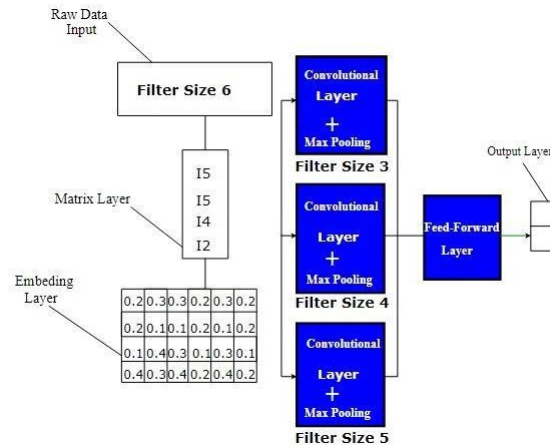 Raw Data
Input
Filter Size 6
Matrix Layer
I5
I5
I4
I2
Embeding
Layer
0.2 0.3 0.3 0.2 0.3 0.2
0.2 0.1 0.1 0.2 0.1 0.2
0.1 0.4 0.3 0.1 0.3 0.1
0.4 0.3 0.4 0.2 0.4 0.2
Convolutional
Layer
+
Max Pooling
Filter Size 3
Convolutional
Layer
+
Max Pooling
Filter Size 4
Convolutional
Layer
+
Max Pooling
Filter Size 5
Feed-Forward
Layer
Output Layer